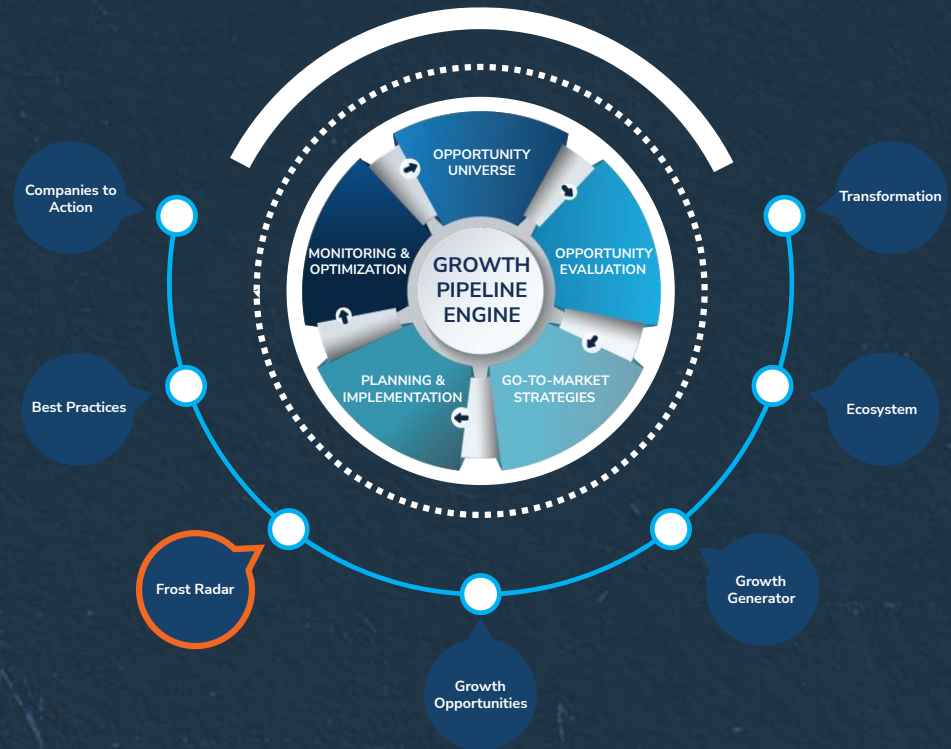 OPPORTUNITY
UNIVERSE
OPPORTUNITY
EVALUATION
GO-TO-MARKET
STRATEGIES
PLANNING &
IMPLEMENTATION
MONITORING &
OPTIMIZATION
GROWTH
PIPELINE
ENGINE
Transformation
Ecosystem
Growth
Generator
Growth
Opportunities
Frost Radar
Best Practices
Companies to
Action